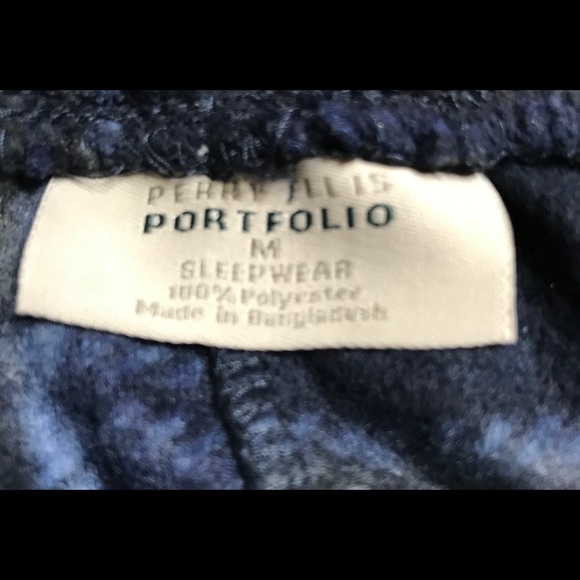 PERRY ELLIS
PORTFOLIO
M
SLEEPWEAR
100% Polyester
Made in Bangladesh